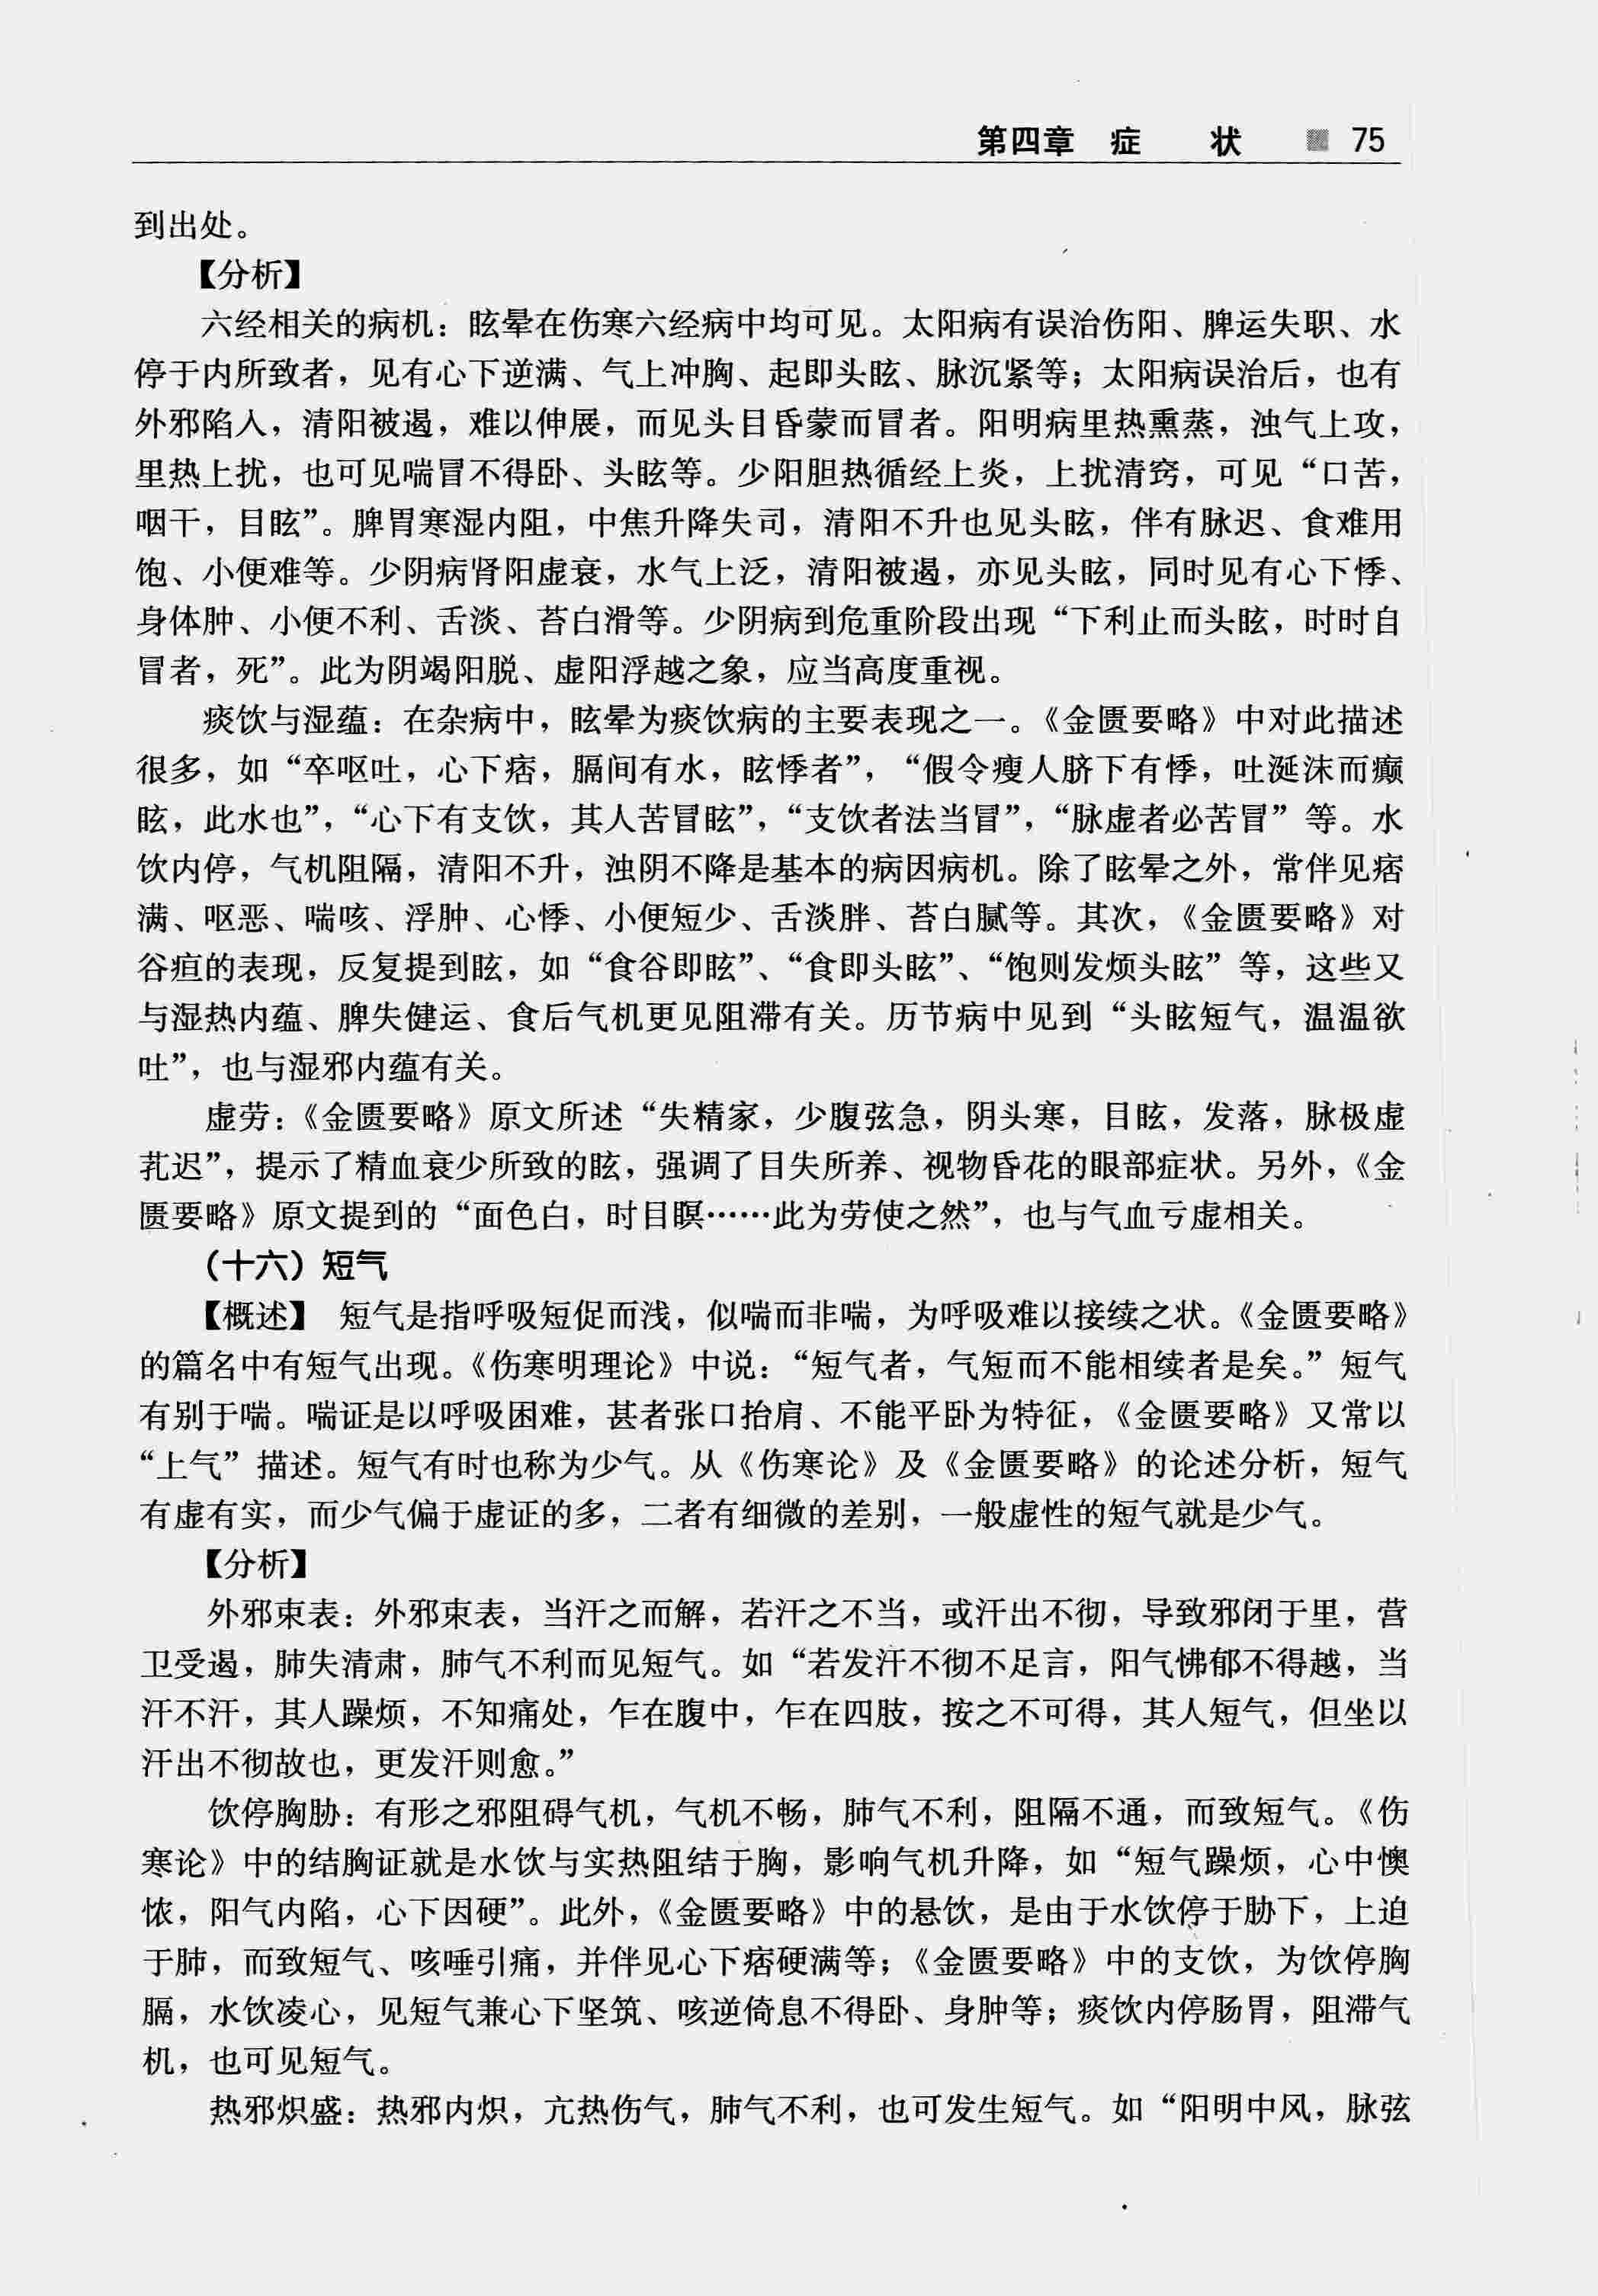 第四章 症 状 75
到出处。
【分析】
六经相关的病机：眩晕在伤寒六经病中均可见。太阳病有误治伤阳、脾运失职、水
停于内所致者，见有心下逆满、气上冲胸、起即头眩、脉沉紧等；太阳病误治后，也有
外邪陷人，清阳被遏，难以伸展，而见头目昏蒙而冒者。阳明病里热熏蒸，浊气上攻，
里热上扰，也可见喘冒不得卧、头眩等。少阳胆热循经上炎，上扰清窍，可见“口苦，
咽干，目眩”。脾胃寒湿内阻，中焦升降失司，清阳不升也见头眩，伴有脉迟、食难用
饱、小便难等。少阴病肾阳虚衰，水气上泛，清阳被遏，亦见头眩，同时见有心下悸、
身体肿、小便不利、舌淡、苔白滑等。少阴病到危重阶段出现“下利止而头眩，时时自
冒者，死”。此为阴竭阳脱、虚阳浮越之象，应当高度重视。
痰饮与湿蕴：在杂病中，眩晕为痰饮病的主要表现之一。《金匮要略》中对此描述
很多，如“卒呕吐，心下痞，膈间有水，眩悸者”，“假令瘦人脐下有悸，吐涎沫而癫
眩，此水也”，“心下有支饮，其人苦冒眩”，“支饮者法当冒”，“脉虚者必苦冒”等。水
饮内停，气机阻隔，清阳不升，浊阴不降是基本的病因病机。除了眩晕之外，常伴见痞
满、呕恶、喘咳、浮肿、心悸、小便短少、舌淡胖、苔白腻等。其次，《金匮要略》对
谷疸的表现，反复提到眩，如“食谷即眩”、“食即头眩”、“饱则发烦头眩”等，这些又
与湿热内蕴、脾失健运、食后气机更见阻滞有关。历节病中见到“头眩短气，温温欲
吐”，也与湿邪内蕴有关。
虚劳：《金匮要略》原文所述“失精家，少腹弦急，阴头寒，目眩，发落，脉极虚
芤迟”，提示了精血衰少所致的眩，强调了目失所养、视物昏花的眼部症状。另外，《金
匮要略》原文提到的“面色白，时目瞑……此为劳使之然”，也与气血亏虚相关。
（十六）短气
【概述】 短气是指呼吸短促而浅，似喘而非喘，为呼吸难以接续之状。《金匮要略》
的篇名中有短气出现。《伤寒明理论》中说：“短气者，气短而不能相续者是矣。”短气
有别于喘。喘证是以呼吸困难，甚者张口抬肩、不能平卧为特征，《金匮要略》又常以
“上气”描述。短气有时也称为少气。从《伤寒论》及《金匮要略》的论述分析，短气
有虚有实，而少气偏于虚证的多，二者有细微的差别，一般虚性的短气就是少气。
【分析】
外邪束表：外邪束表，当汗之而解，若汗之不当，或汗出不彻，导致邪闭于里，营
卫受遏，肺失清肃，肺气不利而见短气。如“若发汗不彻不足言，阳气怫郁不得越，当
汗不汗，其人躁烦，不知痛处，乍在腹中，乍在四肢，按之不可得，其人短气，但坐以
汗出不彻故也，更发汗则愈。”
饮停胸胁：有形之邪阻碍气机，气机不畅，肺气不利，阻隔不通，而致短气。《伤
寒论》中的结胸证就是水饮与实热阻结于胸，影响气机升降，如“短气躁烦，心中懊
憹，阳气内陷，心下因硬”。此外，《金匮要略》中的悬饮，是由于水饮停于胁下，上迫
于肺，而致短气、咳唾引痛，并伴见心下痞硬满等；《金匮要略》中的支饮，为饮停胸
膈，水饮凌心，见短气兼心下坚筑、咳逆倚息不得卧、身肿等；痰饮内停肠胃，阻滞气
机，也可见短气。
热邪炽盛：热邪内炽，亢热伤气，肺气不利，也可发生短气。如“阳明中风，脉弦